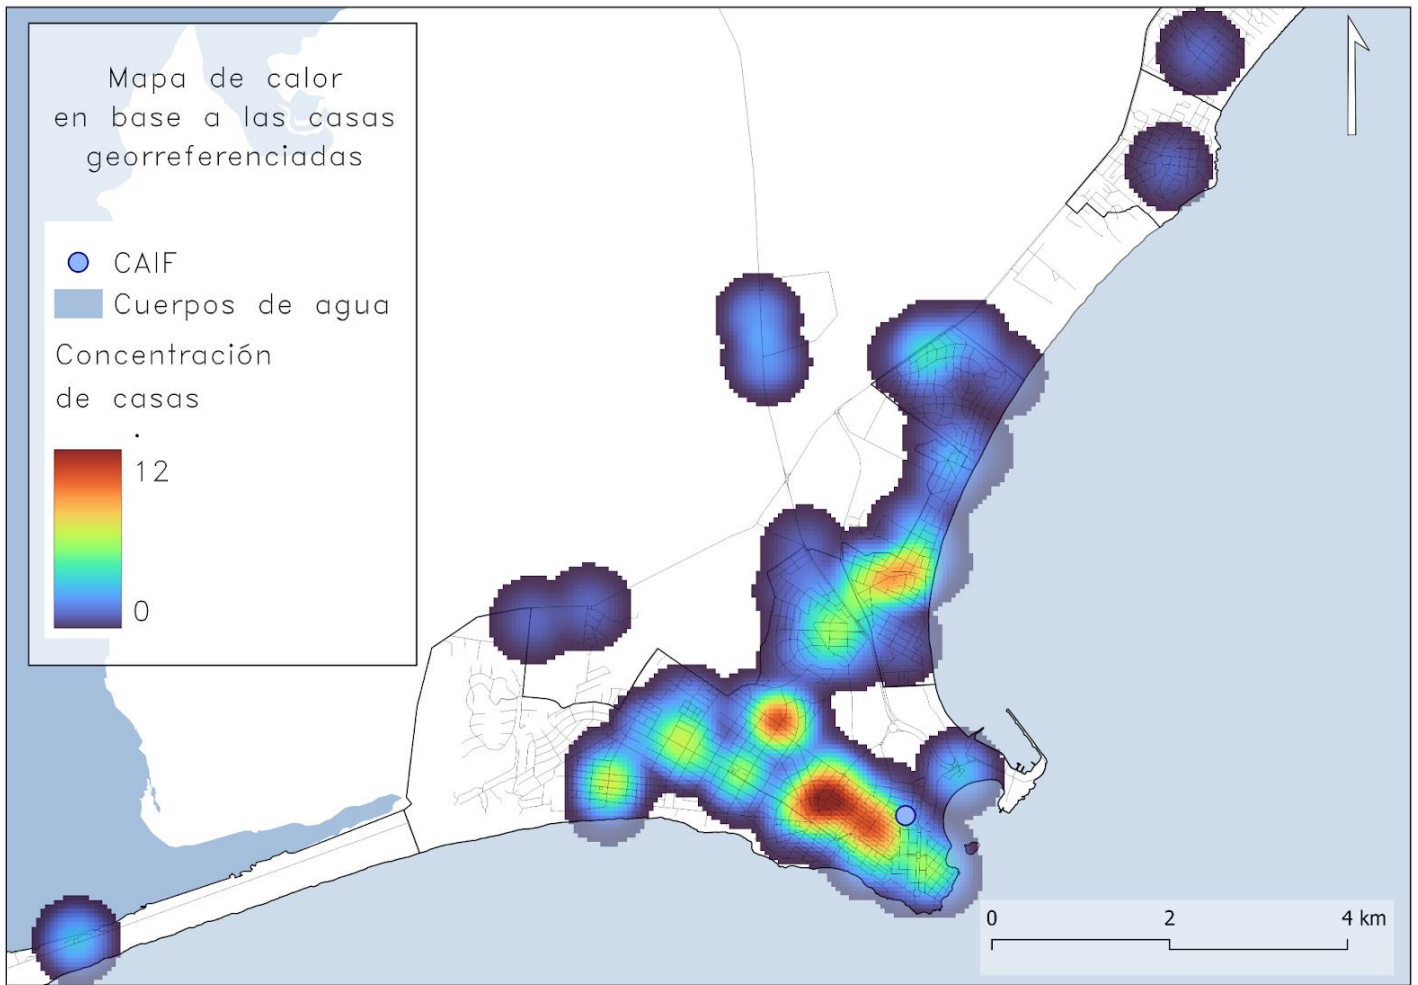 Mapa de calor
en base a las casas
georreferenciadas
CAIF
Cuerpos de agua
Concentración
de casas
.
12
0
0 2 4 km